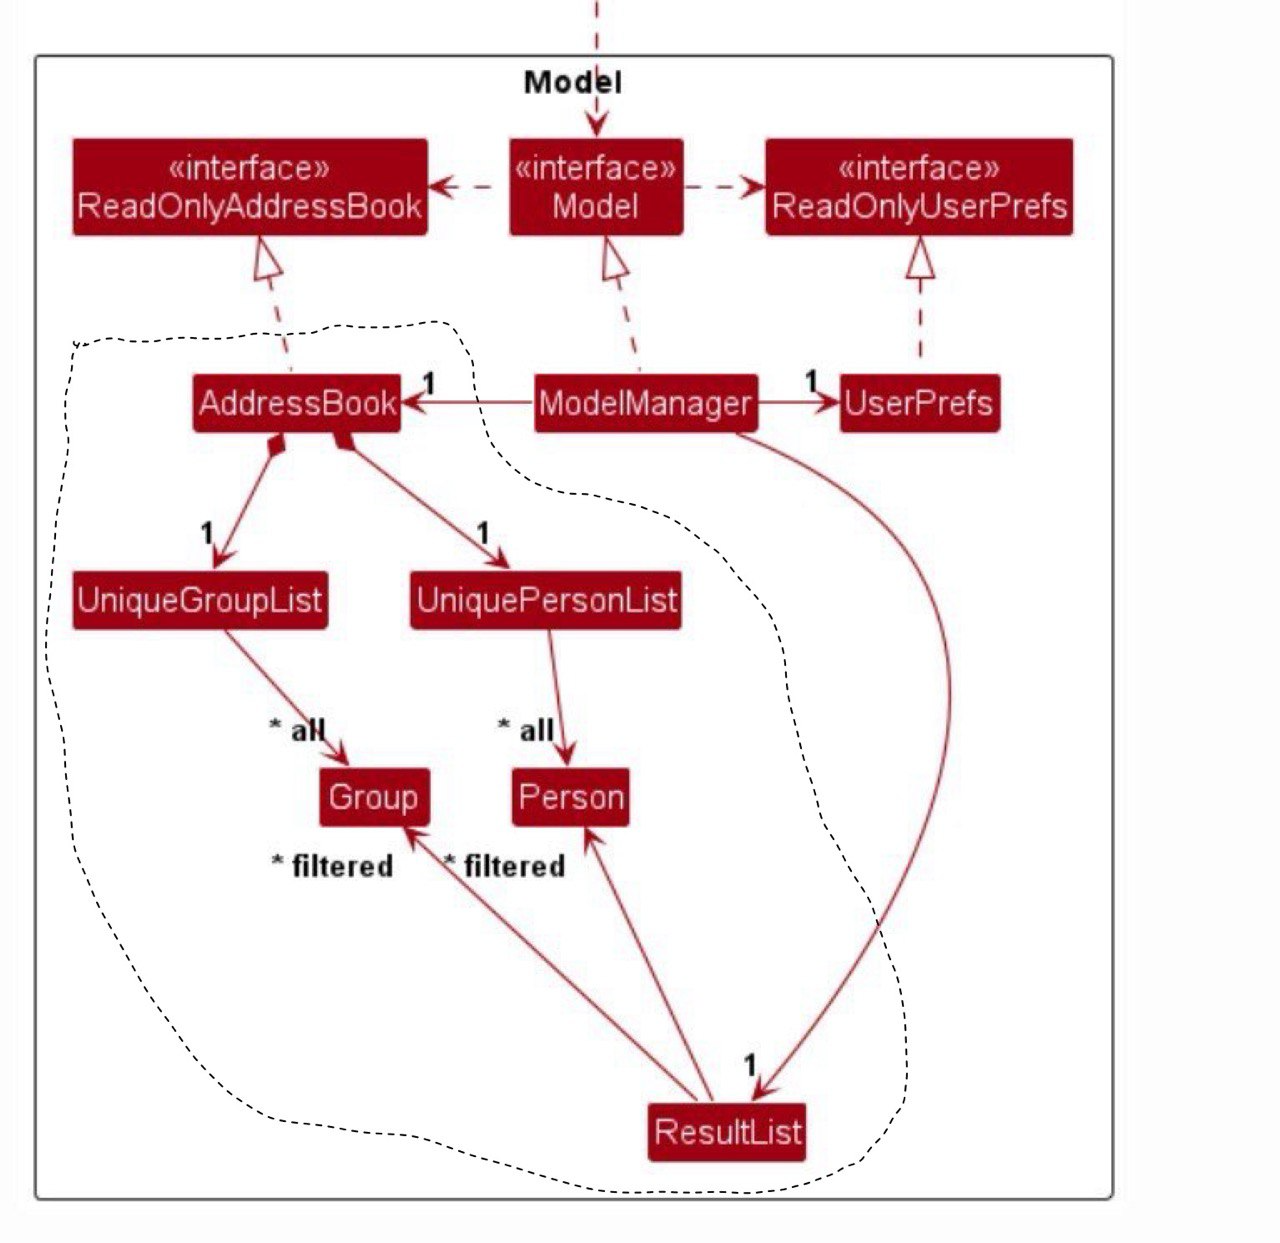 Model
«interface»
ReadOnlyAddressBook
«interface»
Model
«interface»
ReadOnlyUserPrefs
AddressBook
1
ModelManager
1
UserPrefs
1
1
UniqueGroupList
UniquePersonList
* all
* all
Group
Person
* filtered
* filtered
1
ResultList